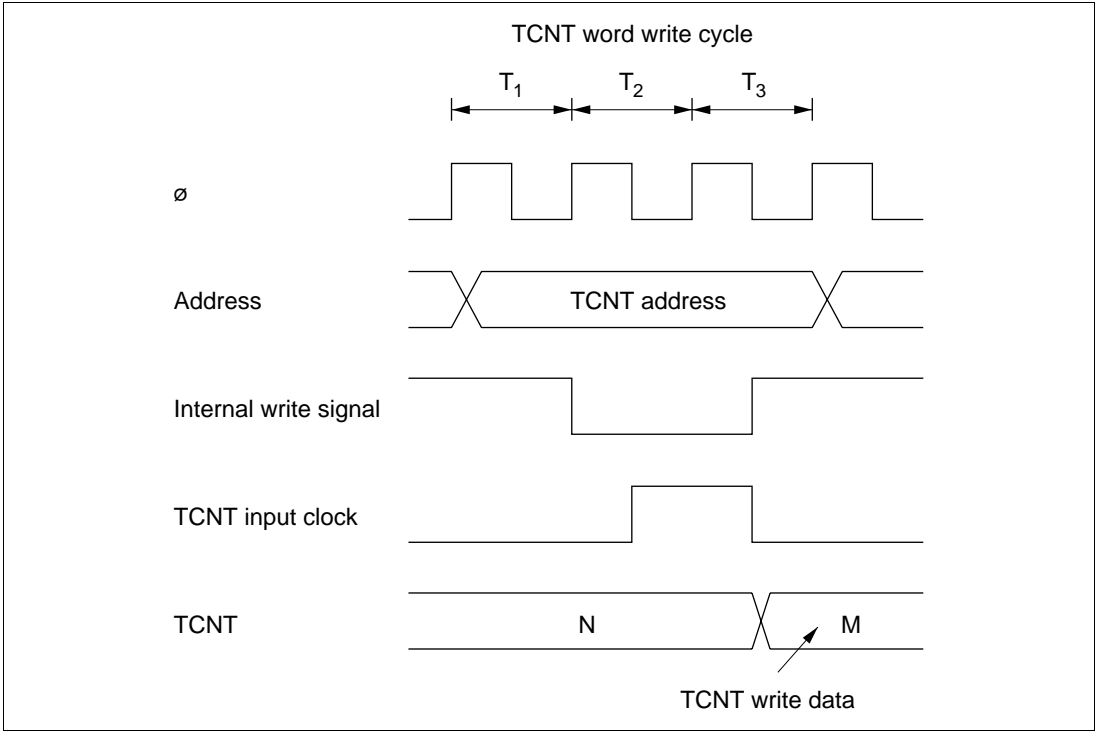 TCNT word write cycle
T1 T2 T3
ø
Address TCNT address
Internal write signal
TCNT input clock
TCNT N M
TCNT write data